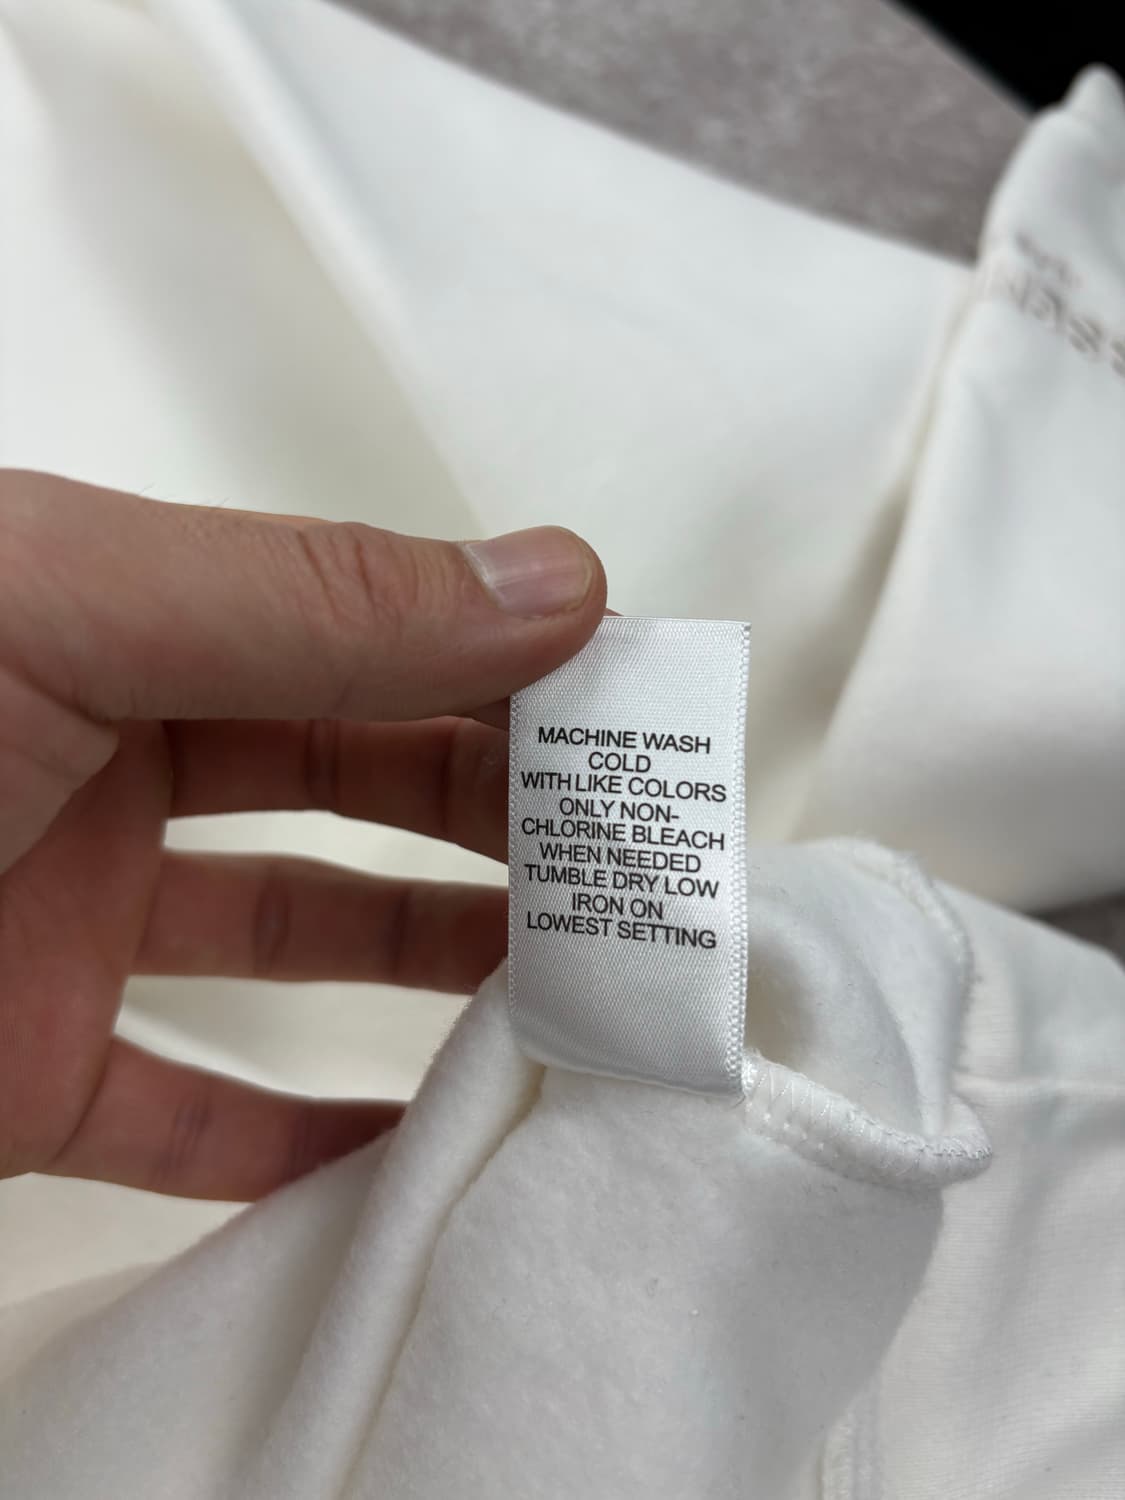 MACHINE WASH
COLD
WITH LIKE COLORS
ONLY NON-
CHLORINE BLEACH
WHEN NEEDED
TUMBLE DRY LOW
IRON ON
LOWEST SETTING